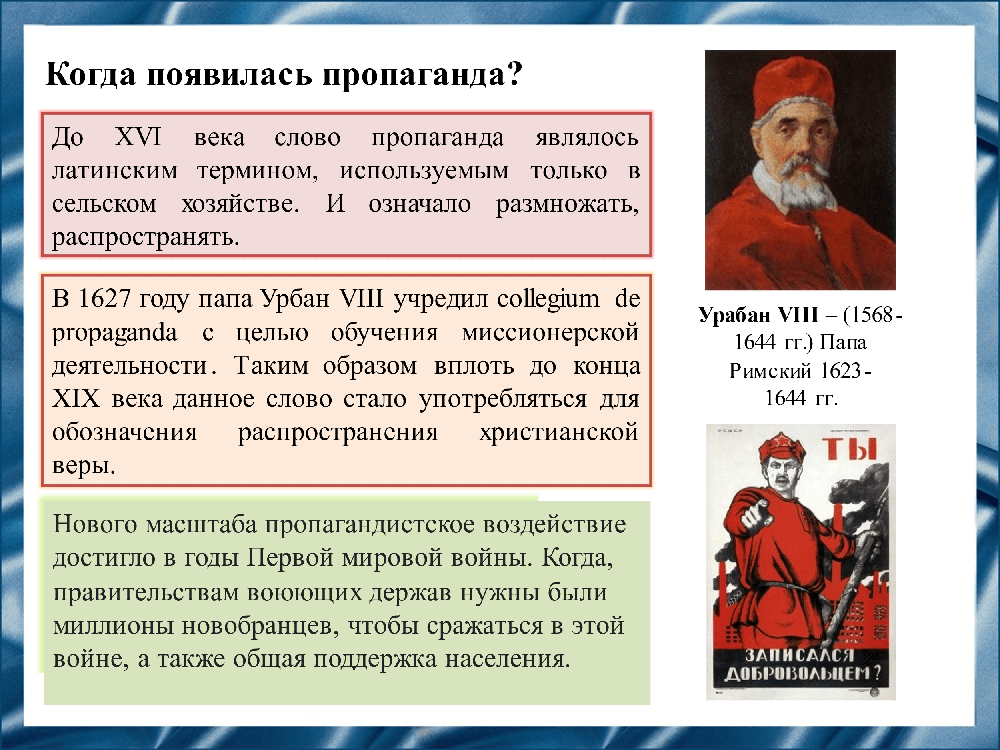 Когда появилась пропаганда?
До XVI века слово пропаганда являлось
латинским термином, используемым только в
сельском хозяйстве. И означало размножать,
распространять.
В 1627 году папа Урбан VIII учредил collegium de
propaganda с целью обучения миссионерской
деятельности. Таким образом вплоть до конца
XIX века данное слово стало употребляться для
обозначения распространения христианской
веры.
Нового масштаба пропагандистское воздействие
достигло в годы Первой мировой войны. Когда,
правительствам воюющих держав нужны были
миллионы новобранцев, чтобы сражаться в этой
войне, а также общая поддержка населения.
Урабан VIII – (1568-
1644 гг.) Папа
Римский 1623-
1644 гг.
Р.С.Ф.С.Р
ТЫ
ЗАПИСАЛСЯ
ДОБРОВОЛЬЦЕМ?